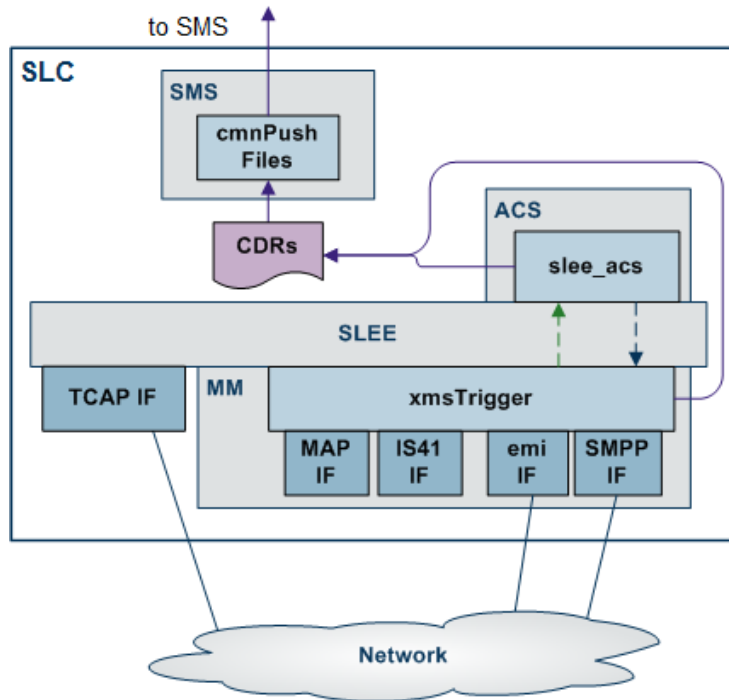 to SMS
SLC
SMS
cmnPush
Files
ACS
CDRs
slee_acs
SLEE
TCAP IF
MM
xmsTrigger
MAP
IF
IS41
IF
emi
IF
SMPP
IF
Network